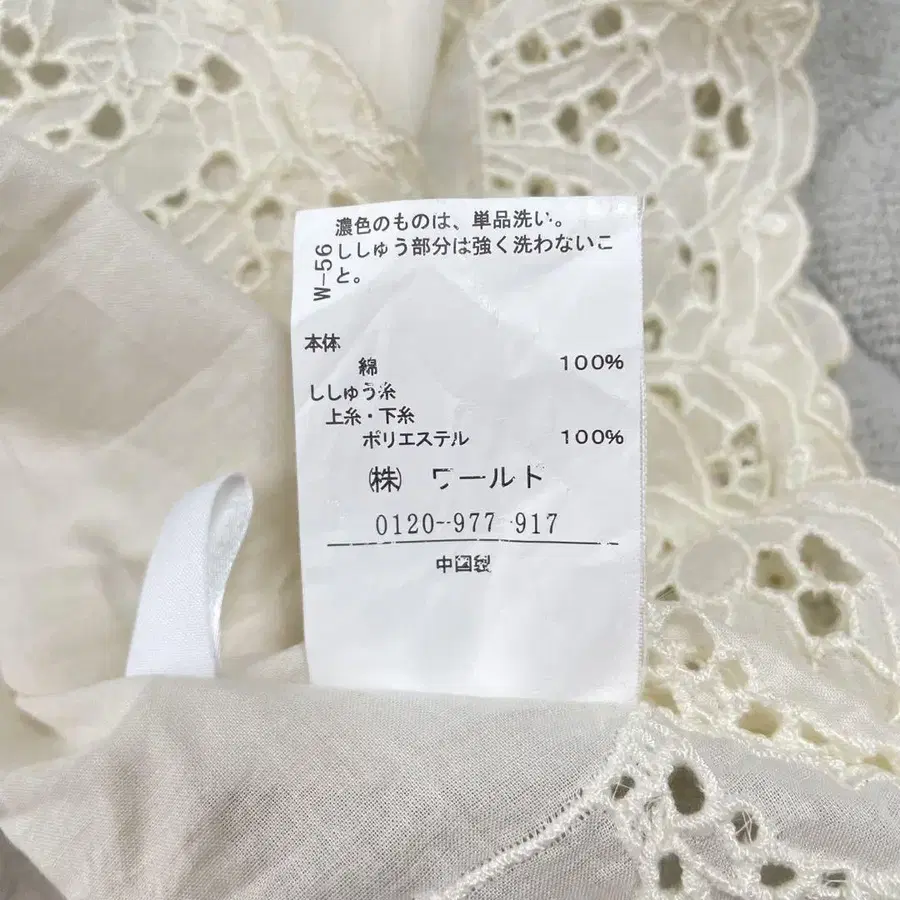 濃色のものは、単品洗い。
ししゅう部分は強く洗わないこ
と。
W-56
本体
綿 100%
ししゅう糸
上糸・下糸
ポリエステル 100%
㈱ ワールト
0120-977 917
中国製